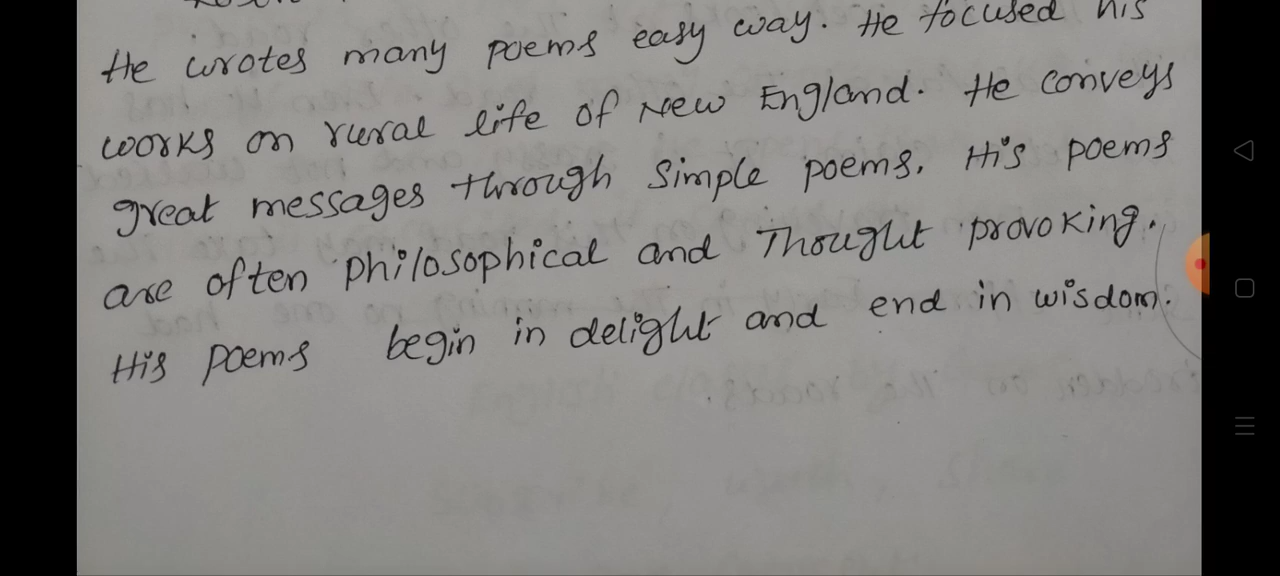 He wrotes many poems easy way. He focused his
works on rural life of New England. He conveys
great messages through simple poems. His poems
are often philosophical and Thought provoking.
His poems begin in delight and end in wisdom.